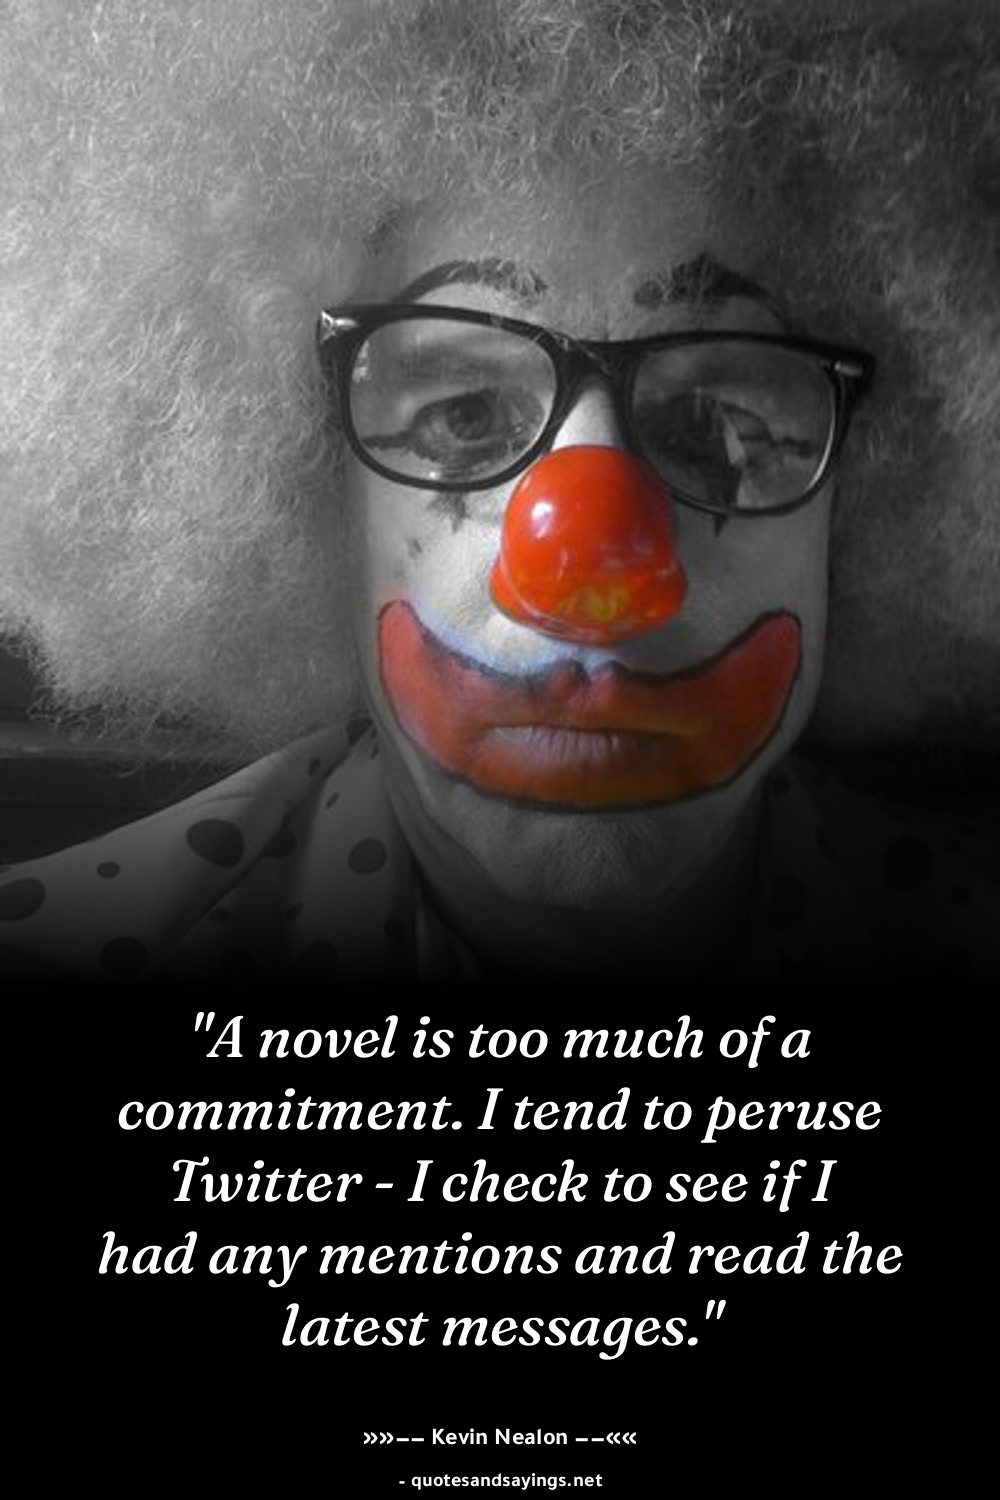 "A novel is too much of a
commitment. I tend to peruse
Twitter - I check to see if I
had any mentions and read the
latest messages."
»»−− Kevin Nealon −−««
- quotesandsayings.net